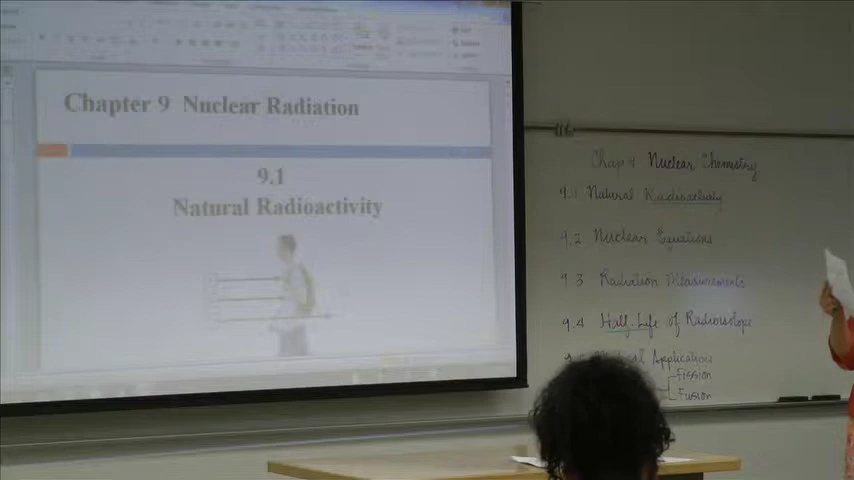 Chapter 9 Nuclear Radiation
9.1
Natural Radioactivity
Chap 9 Nuclear Chemistry
9.1 Natural Radioactivity
9.2 Nuclear Equations
9.3 Radiation Measurements
9.4 Half-Life of Radioisotope
Application
Fission
Fusion